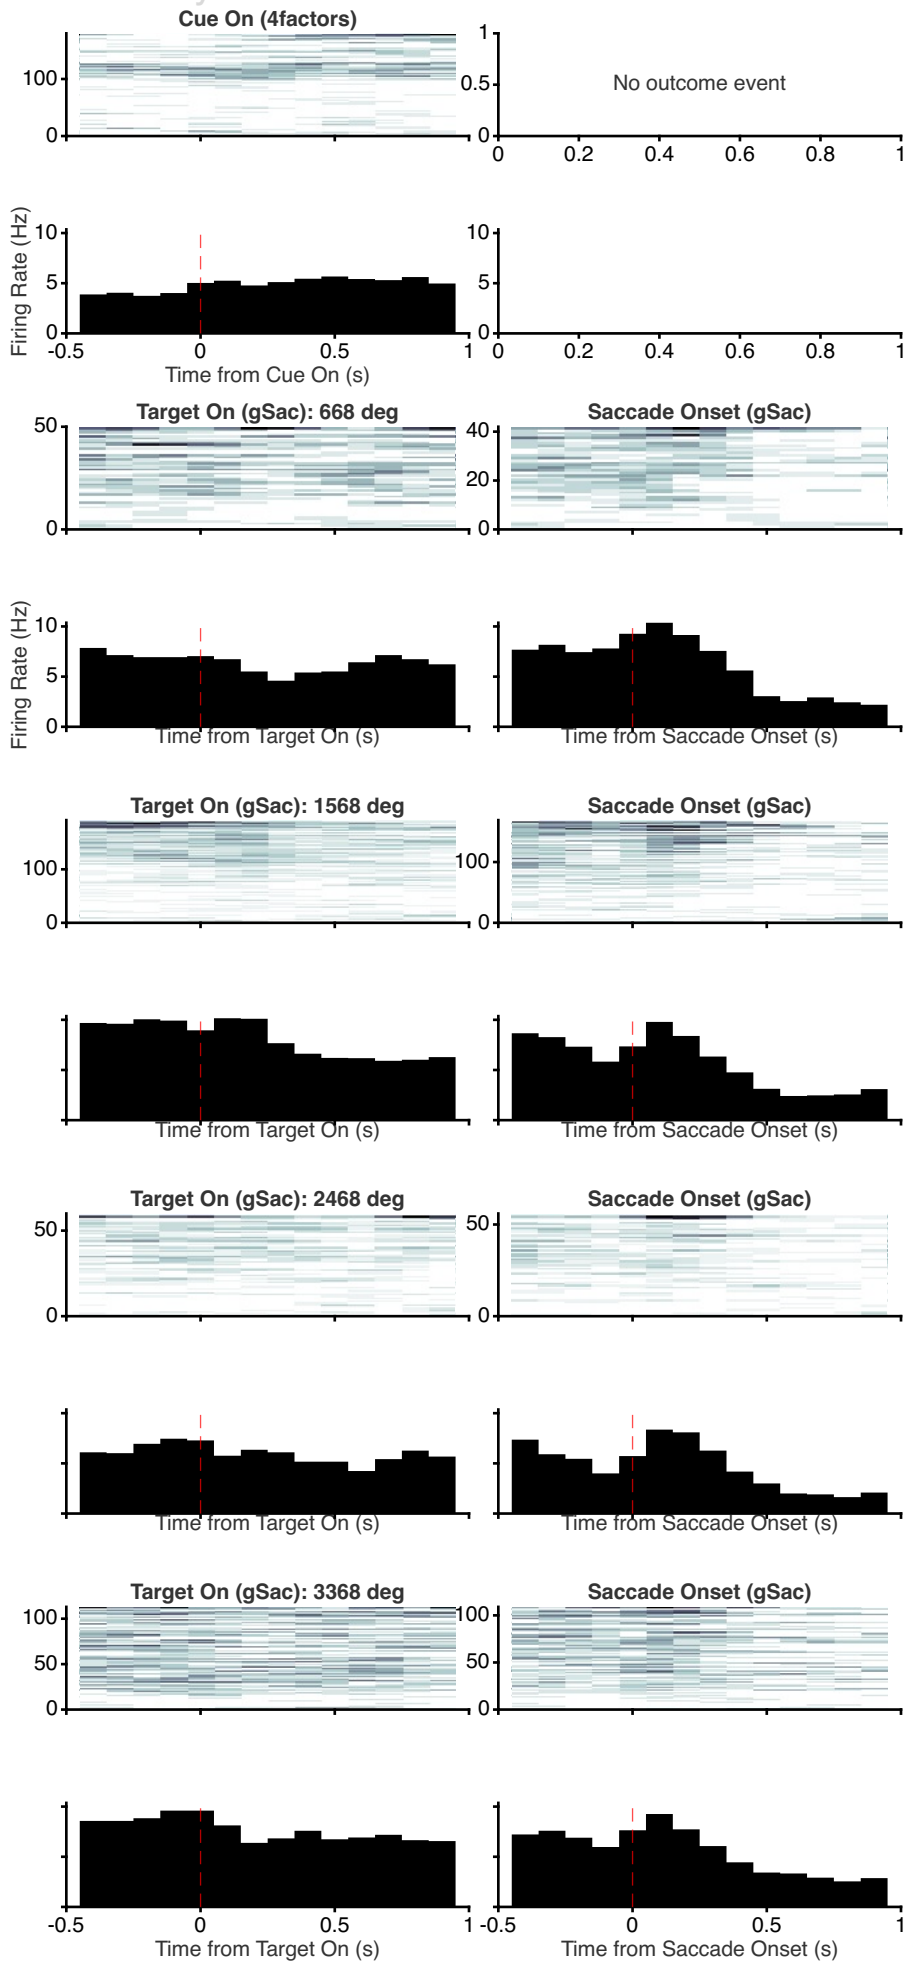 Cue On (4factors)
100
0
1
0.5
0
No outcome event
0 0.2 0.4 0.6 0.8 1
Firing Rate (Hz)
10
5
0
-0.5 0 0.5 1
Time from Cue On (s)
10
5
0
0 0.2 0.4 0.6 0.8 1
Target On (gSac): 668 deg
50
0
Saccade Onset (gSac)
40
20
0
Firing Rate (Hz)
10
5
0
Time from Target On (s)
Time from Saccade Onset (s)
Target On (gSac): 1568 deg
100
0
Saccade Onset (gSac)
100
0
Time from Target On (s)
Time from Saccade Onset (s)
Target On (gSac): 2468 deg
50
0
Saccade Onset (gSac)
50
0
Time from Target On (s)
Time from Saccade Onset (s)
Target On (gSac): 3368 deg
100
50
0
Saccade Onset (gSac)
100
50
0
-0.5 0 0.5 1
Time from Target On (s)
-0.5 0 0.5 1
Time from Saccade Onset (s)